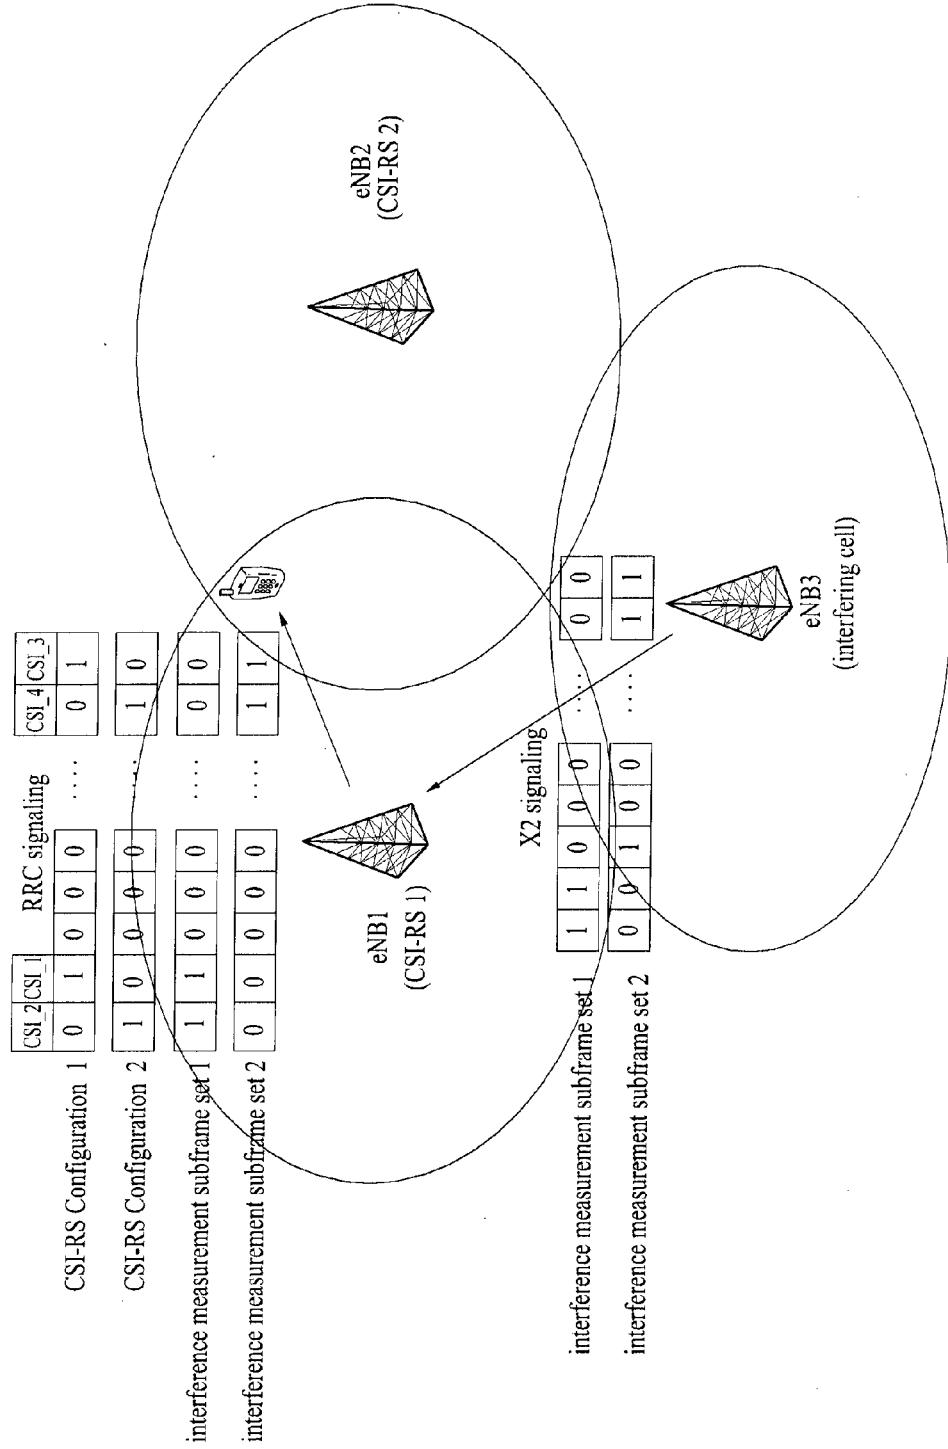 CSI_2 CSI_1 RRC signaling CSI_4 CSI_3
CSI-RS Configuration 1 0 1 0 0 0 .... 0 1
CSI-RS Configuration 2 1 0 0 0 0 .... 1 0
interference measurement subframe set 1 1 1 0 0 0 .... 0 0
interference measurement subframe set 2 0 0 0 0 0 .... 1 1
eNB1
(CSI-RS 1)
eNB2
(CSI-RS 2)
X2 signaling
interference measurement subframe set 1 1 1 0 0 0 .... 0 0
interference measurement subframe set 2 0 0 1 0 0 .... 1 1
eNB3
(interfering cell)